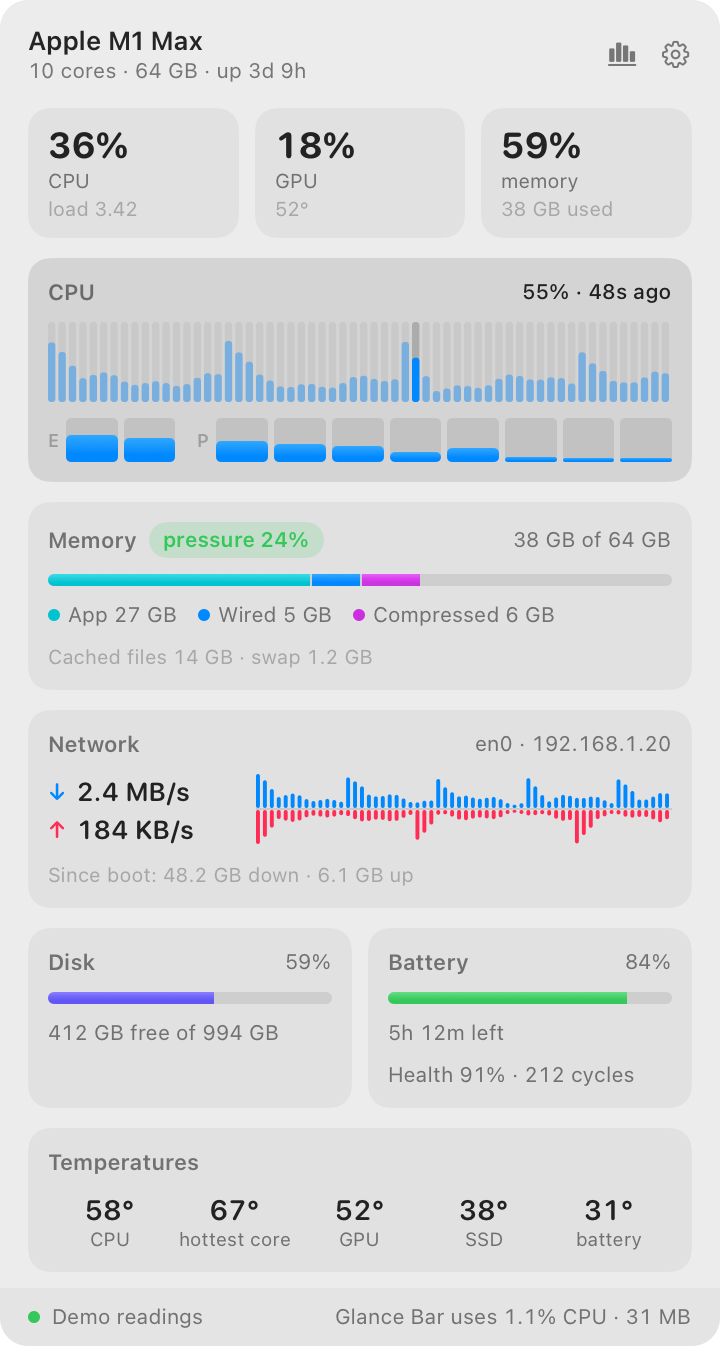 Apple M1 Max
10 cores · 64 GB · up 3d 9h
36%
CPU
load 3.42
18%
GPU
52°
59%
memory
38 GB used
CPU
55% · 48s ago
E
P
Memory
pressure 24%
38 GB of 64 GB
App 27 GB
Wired 5 GB
Compressed 6 GB
Cached files 14 GB · swap 1.2 GB
Network
en0 · 192.168.1.20
↓ 2.4 MB/s
↑ 184 KB/s
Since boot: 48.2 GB down · 6.1 GB up
Disk
59%
412 GB free of 994 GB
Battery
84%
5h 12m left
Health 91% · 212 cycles
Temperatures
58°
CPU
67°
hottest core
52°
GPU
38°
SSD
31°
battery
Demo readings
Glance Bar uses 1.1% CPU · 31 MB